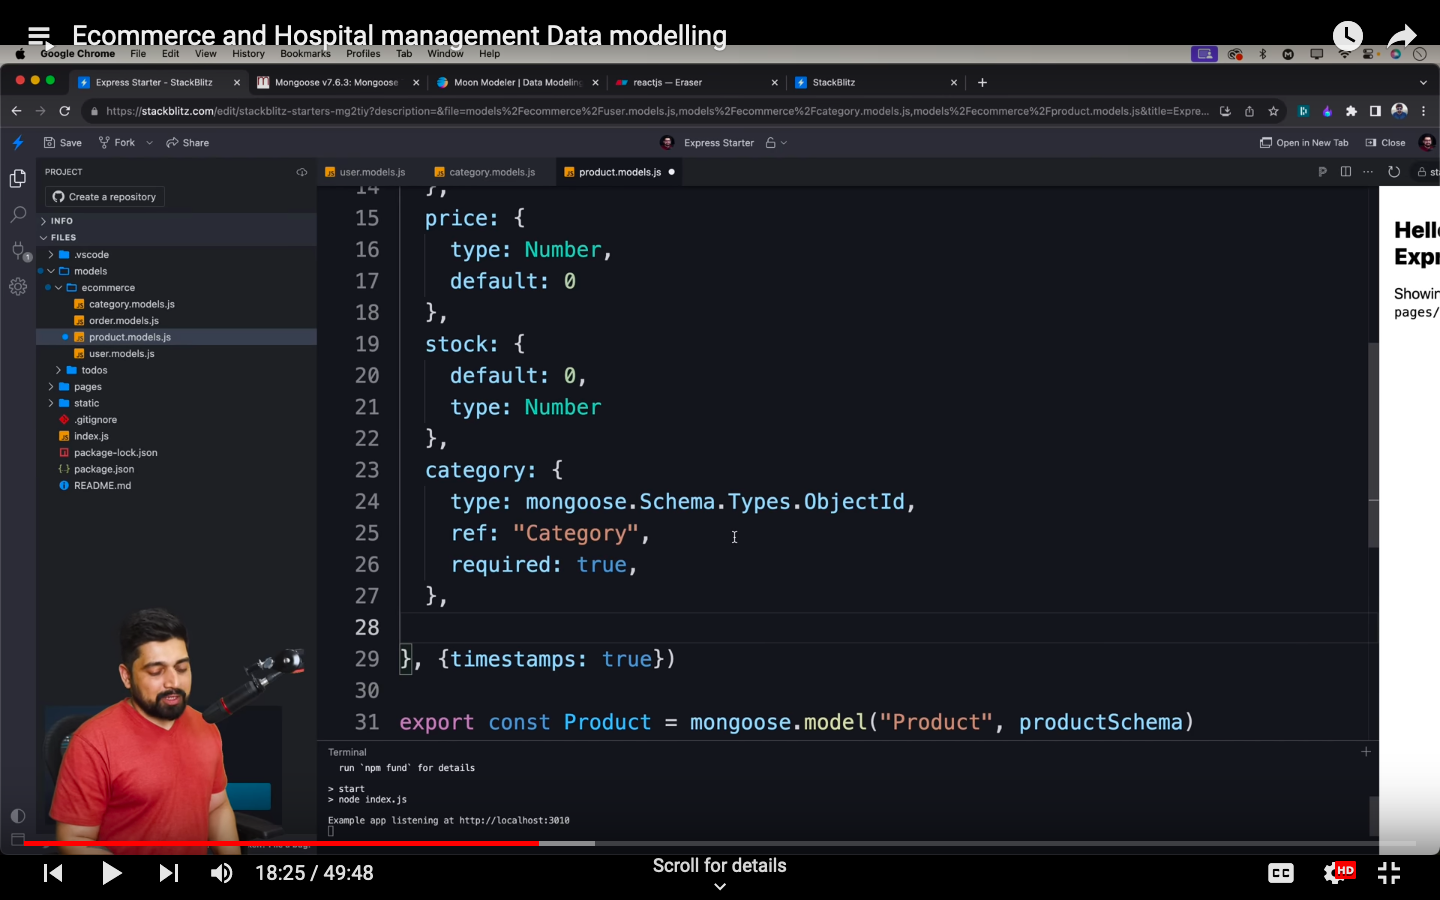 Ecommerce and Hospital management Data modelling
Google Chrome File Edit View History Bookmarks Profiles Tab Window Help
Express Starter - StackBlitz
Mongoose v7.6.3: Mongoose
Moon Modeler | Data Modeling
reactjs — Eraser
StackBlitz
https://stackblitz.com/edit/stackblitz-starters-mg2tiy?description=&file=models%2Fecommerce%2Fuser.models.js,models%2Fecommerce%2Fcategory.models.js,models%2Fecommerce%2Fproduct.models.js&title=Expre...
Save Fork Share
Express Starter
Open in New Tab Close
PROJECT
Create a repository
INFO
FILES
.vscode
models
ecommerce
category.models.js
order.models.js
product.models.js
user.models.js
todos
pages
static
.gitignore
index.js
package-lock.json
package.json
README.md
1
user.models.js category.models.js product.models.js
14 },
15 price: {
16 type: Number,
17 default: 0
18 },
19 stock: {
20 default: 0,
21 type: Number
22 },
23 category: {
24 type: mongoose.Schema.Types.ObjectId,
25 ref: "Category",
26 required: true,
27 },
28
29 }, {timestamps: true})
30
31 export const Product = mongoose.model("Product", productSchema)
Terminal
run `npm fund` for details
> start
> node index.js
Example app listening at http://localhost:3010
Hell
Expr
Showin
pages/
18:25 / 49:48
Scroll for details
CC
HD